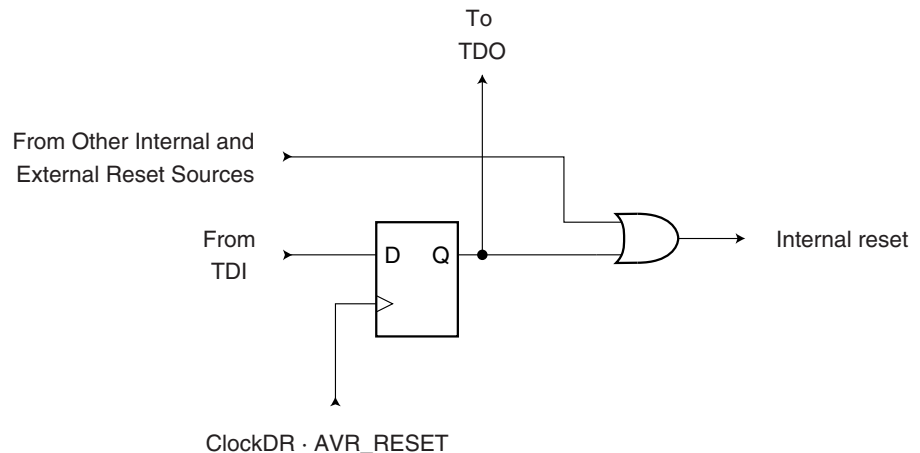 To
TDO
From Other Internal and
External Reset Sources
From
TDI
D Q
Internal reset
ClockDR · AVR_RESET